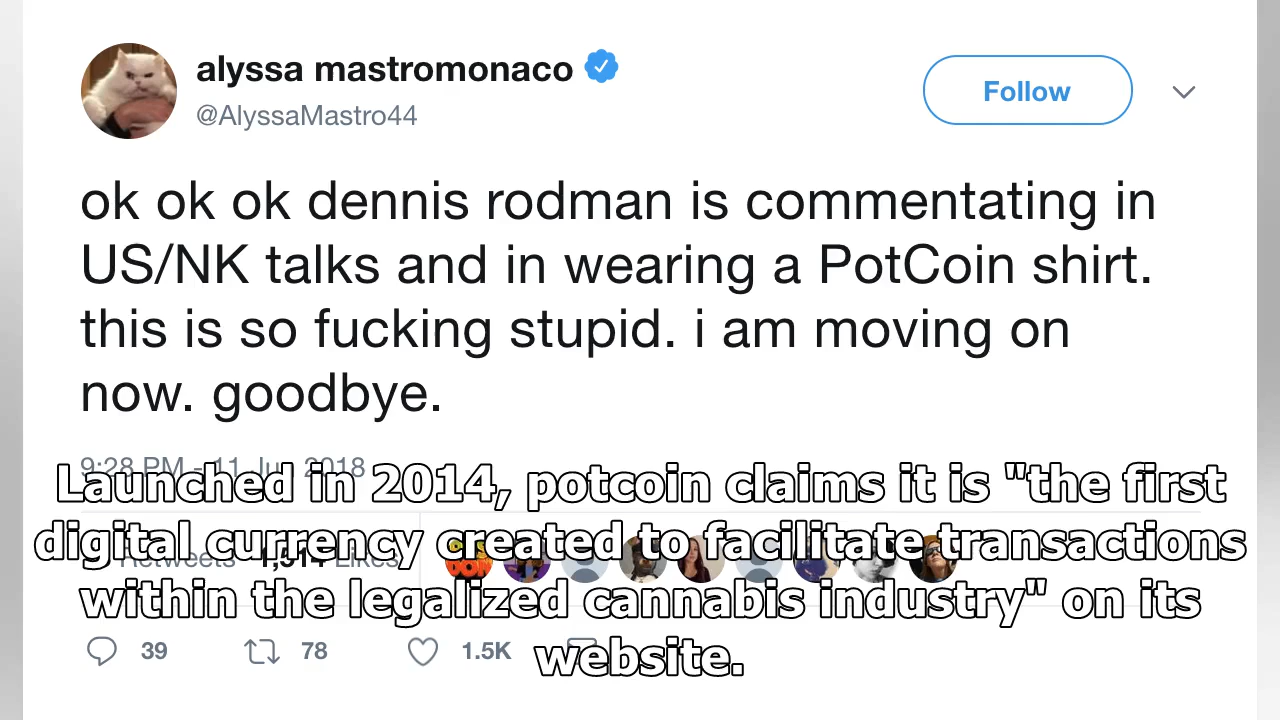 alyssa mastromonaco
@AlyssaMastro44
Follow
ok ok ok dennis rodman is commentating in
US/NK talks and in wearing a PotCoin shirt.
this is so fucking stupid. i am moving on
now. goodbye.
9:28 PM - 11 Jun 2018
Launched in 2014, potcoin claims it is "the first
digital currency created to facilitate transactions
Retweets 1,514 Likes
within the legalized cannabis industry" on its
website.
39 78 1.5K